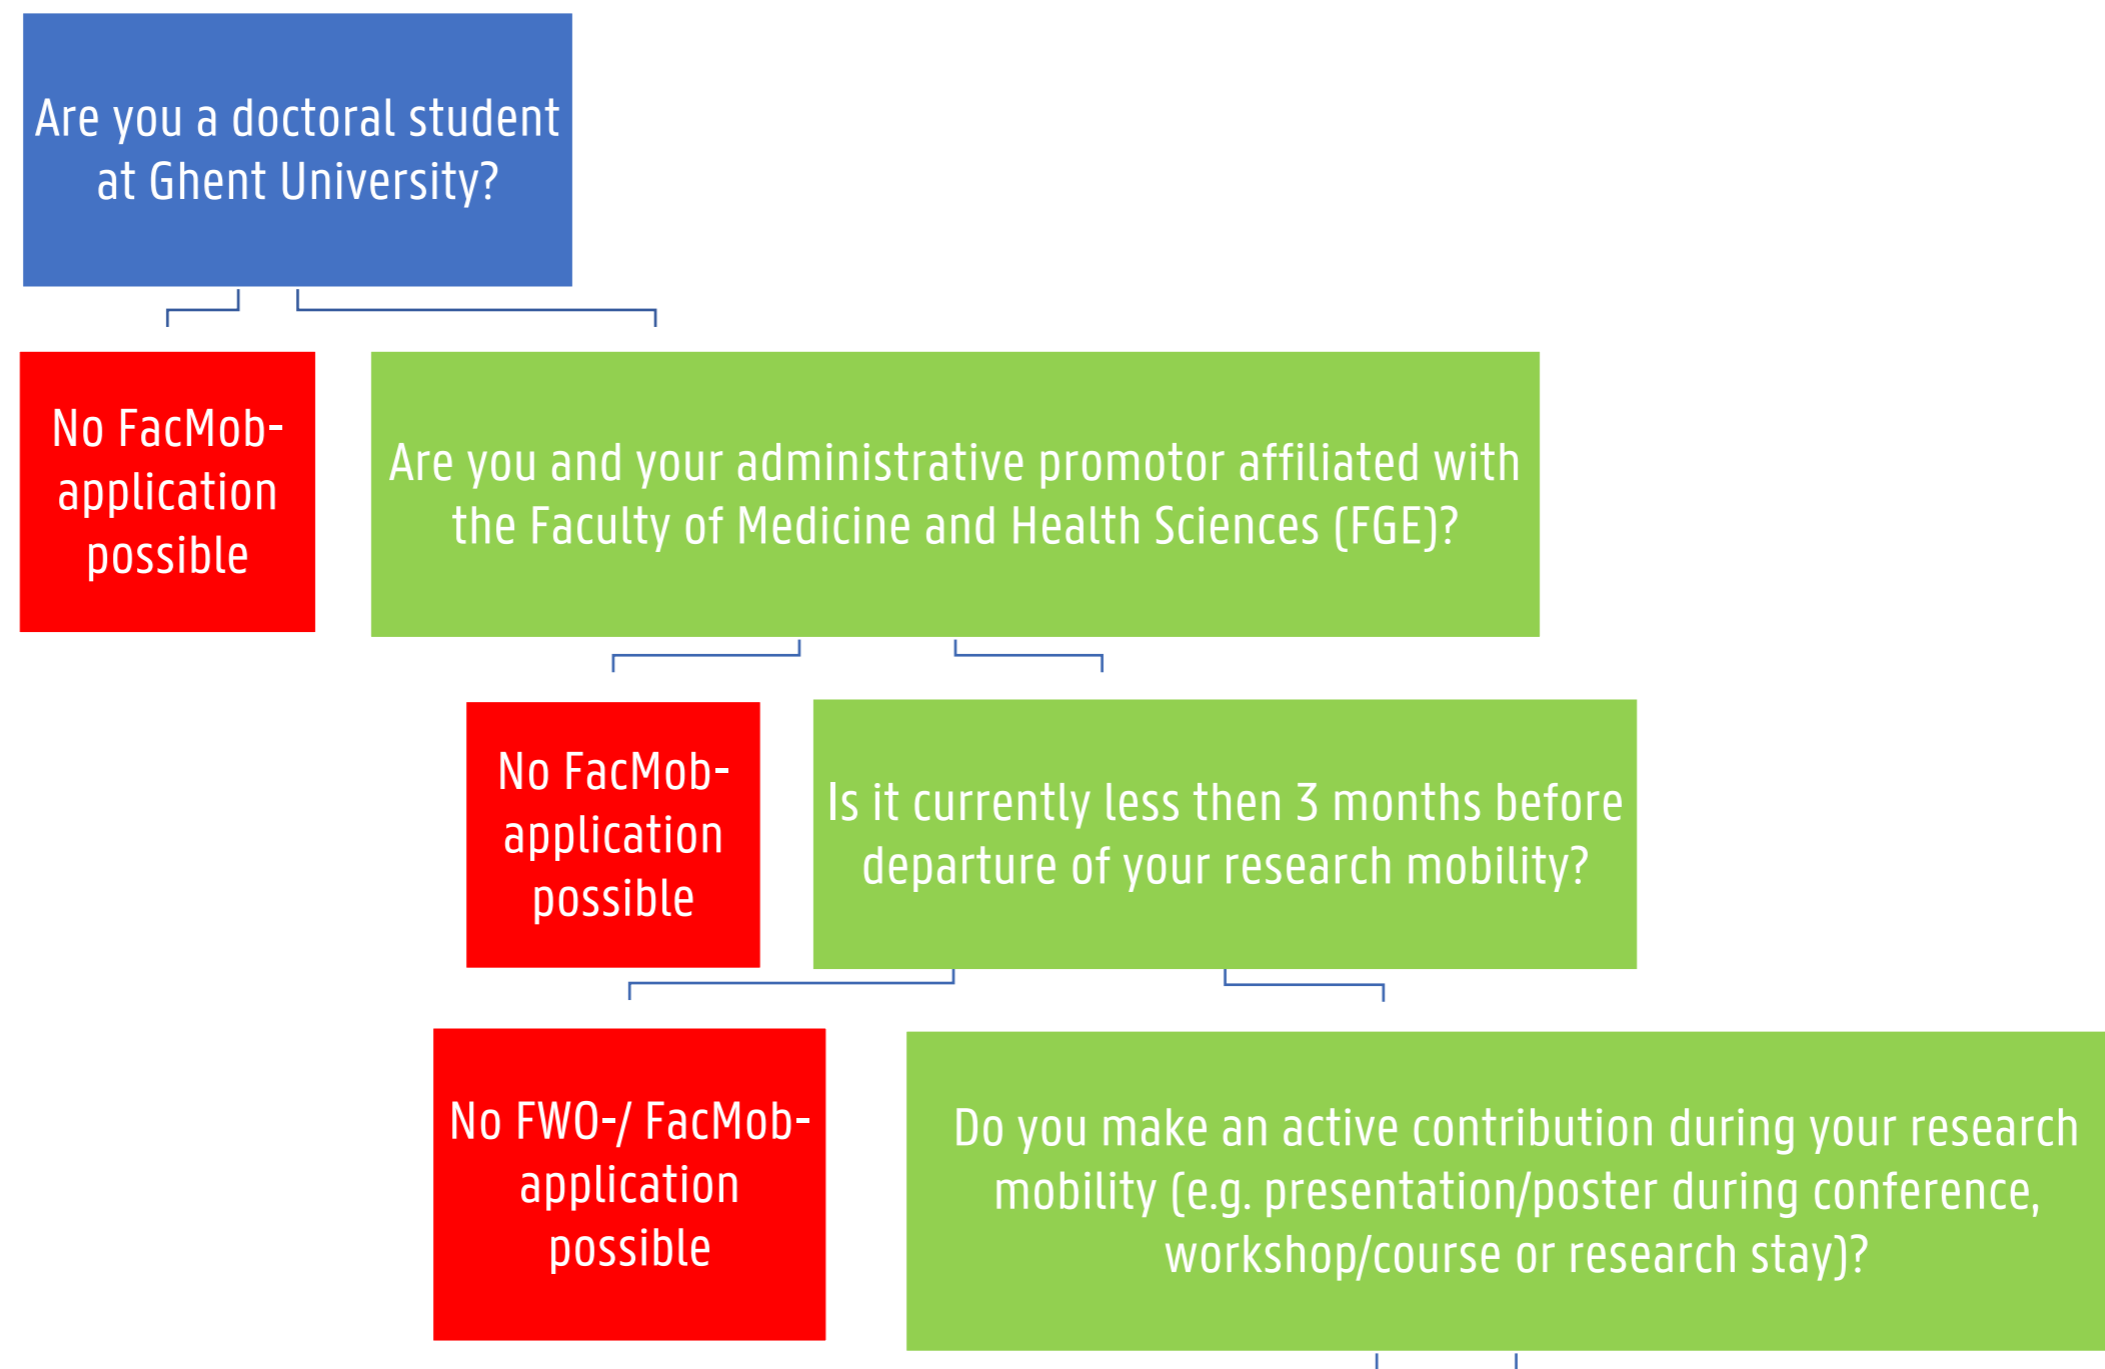 Are you a doctoral student
at Ghent University?
No FacMob-
application
possible
Are you and your administrative promotor affiliated with
the Faculty of Medicine and Health Sciences (FGE)?
No FacMob-
application
possible
Is it currently less then 3 months before
departure of your research mobility?
No FWO-/ FacMob-
application
possible
Do you make an active contribution during your research
mobility (e.g. presentation/poster during conference,
workshop/course or research stay)?